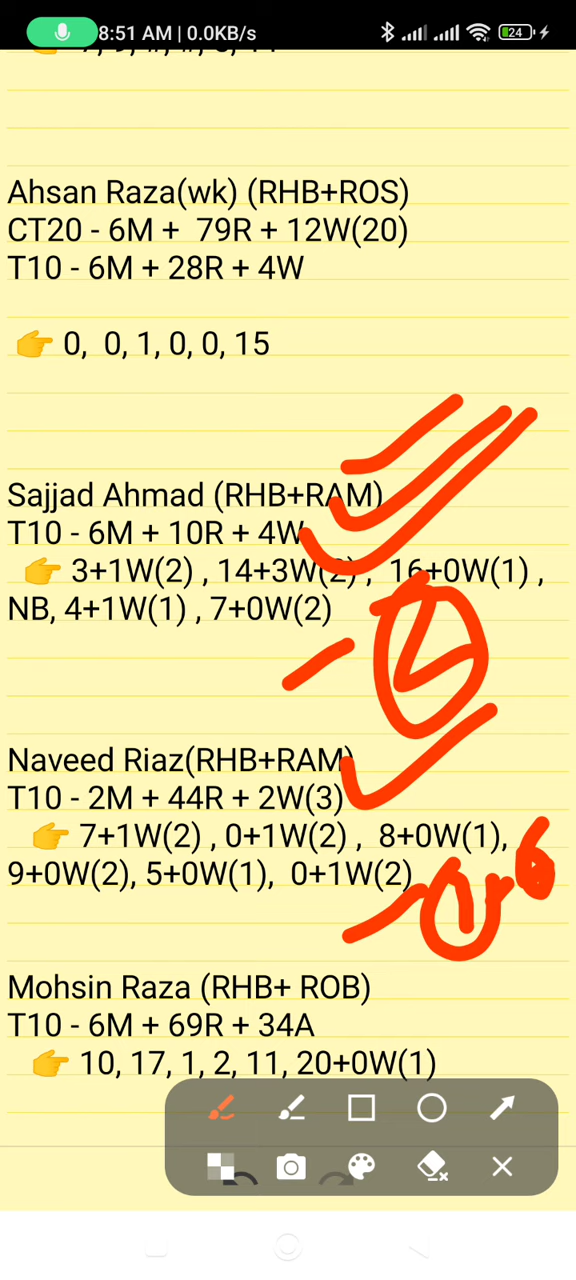 8:51 AM | 0.0KB/s
24
Ahsan Raza(wk) (RHB+ROS)
CT20 - 6M + 79R + 12W(20)
T10 - 6M + 28R + 4W
👉 0, 0, 1, 0, 0, 15
Sajjad Ahmad (RHB+RAM)
T10 - 6M + 10R + 4W
👉 3+1W(2) , 14+3W(2) , 16+0W(1) ,
NB, 4+1W(1) , 7+0W(2)
Naveed Riaz(RHB+RAM)
T10 - 2M + 44R + 2W(3)
👉 7+1W(2) , 0+1W(2) , 8+0W(1),
9+0W(2), 5+0W(1), 0+1W(2)
Mohsin Raza (RHB+ ROB)
T10 - 6M + 69R + 34A
👉 10, 17, 1, 2, 11, 20+0W(1)